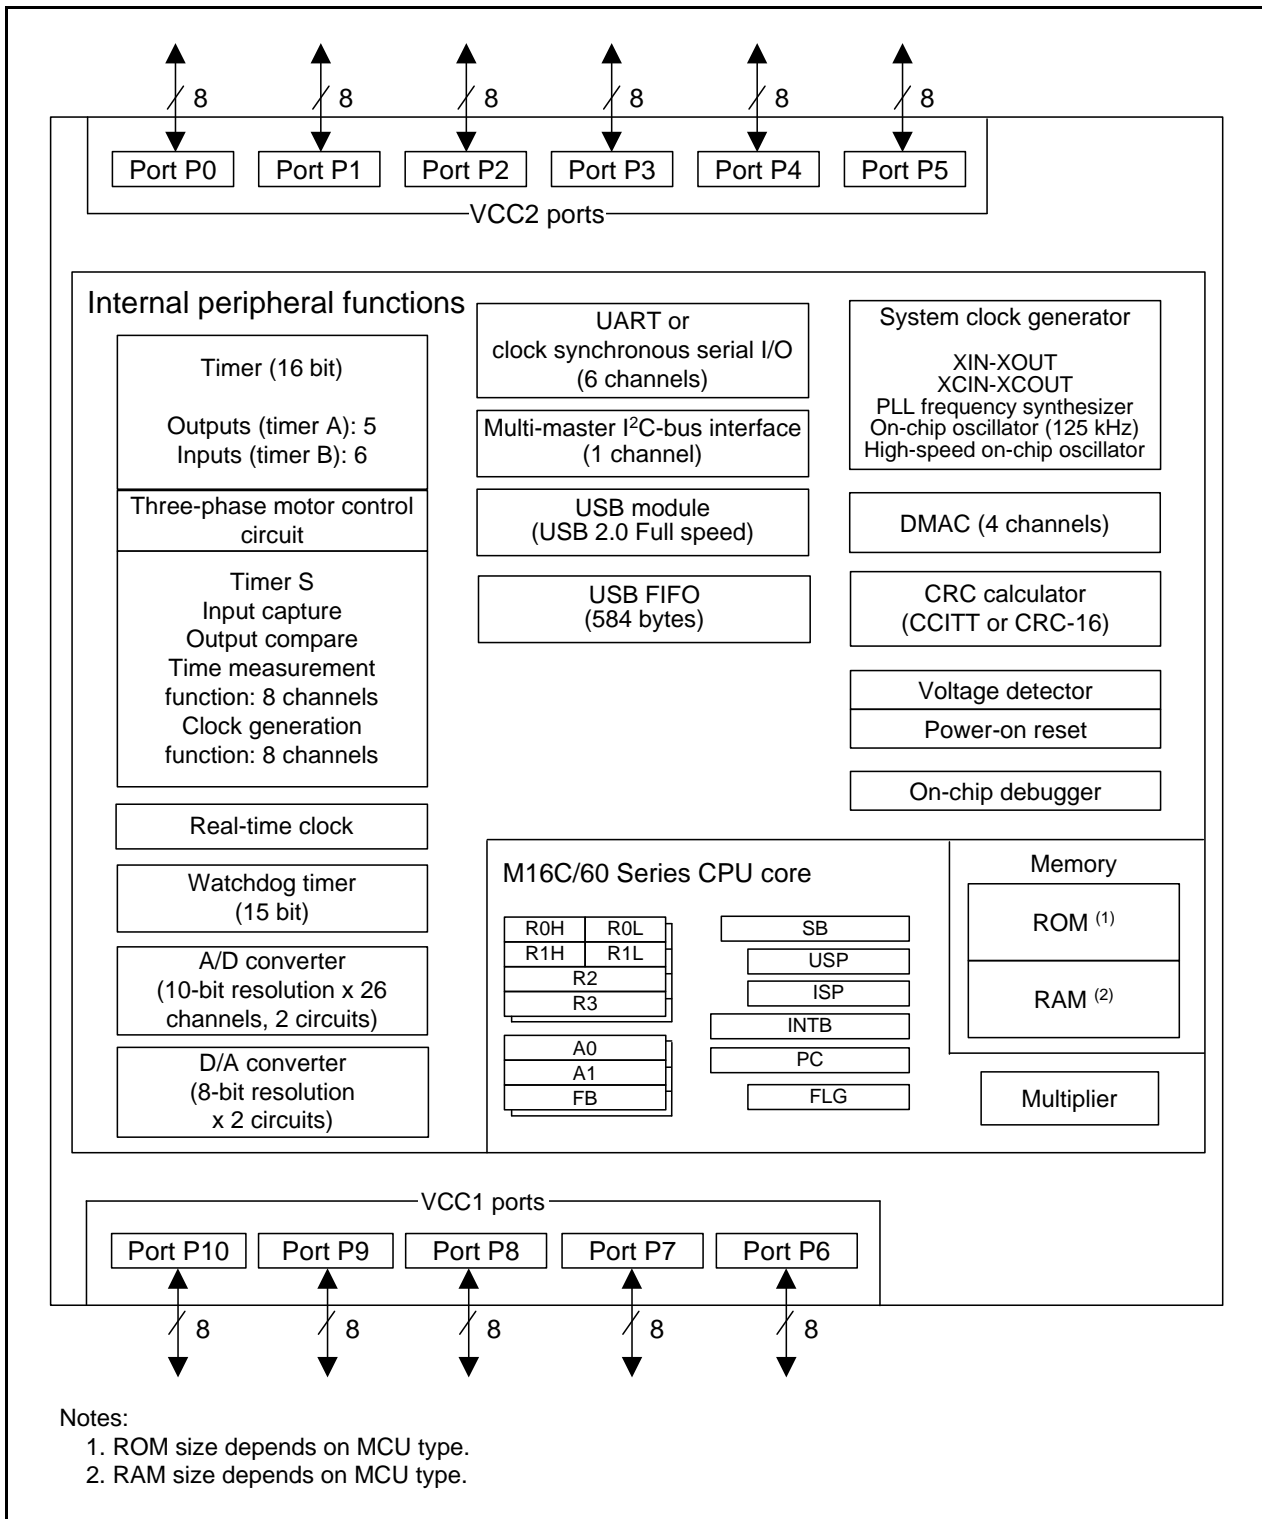 8 8 8 8 8 8
Port P0 Port P1 Port P2 Port P3 Port P4 Port P5
VCC2 ports
Internal peripheral functions
Timer (16 bit)
Outputs (timer A): 5
Inputs (timer B): 6
Three-phase motor control
circuit
Timer S
Input capture
Output compare
Time measurement
function: 8 channels
Clock generation
function: 8 channels
Real-time clock
Watchdog timer
(15 bit)
A/D converter
(10-bit resolution x 26
channels, 2 circuits)
D/A converter
(8-bit resolution
x 2 circuits)
UART or
clock synchronous serial I/O
(6 channels)
Multi-master I²C-bus interface
(1 channel)
USB module
(USB 2.0 Full speed)
USB FIFO
(584 bytes)
System clock generator
XIN-XOUT
XCIN-XCOUT
PLL frequency synthesizer
On-chip oscillator (125 kHz)
High-speed on-chip oscillator
DMAC (4 channels)
CRC calculator
(CCITT or CRC-16)
Voltage detector
Power-on reset
On-chip debugger
M16C/60 Series CPU core
R0H R0L
R1H R1L
R2
R3
A0
A1
FB
SB
USP
ISP
INTB
PC
FLG
Memory
ROM (1)
RAM (2)
Multiplier
VCC1 ports
Port P10 Port P9 Port P8 Port P7 Port P6
8 8 8 8 8
Notes:
1. ROM size depends on MCU type.
2. RAM size depends on MCU type.